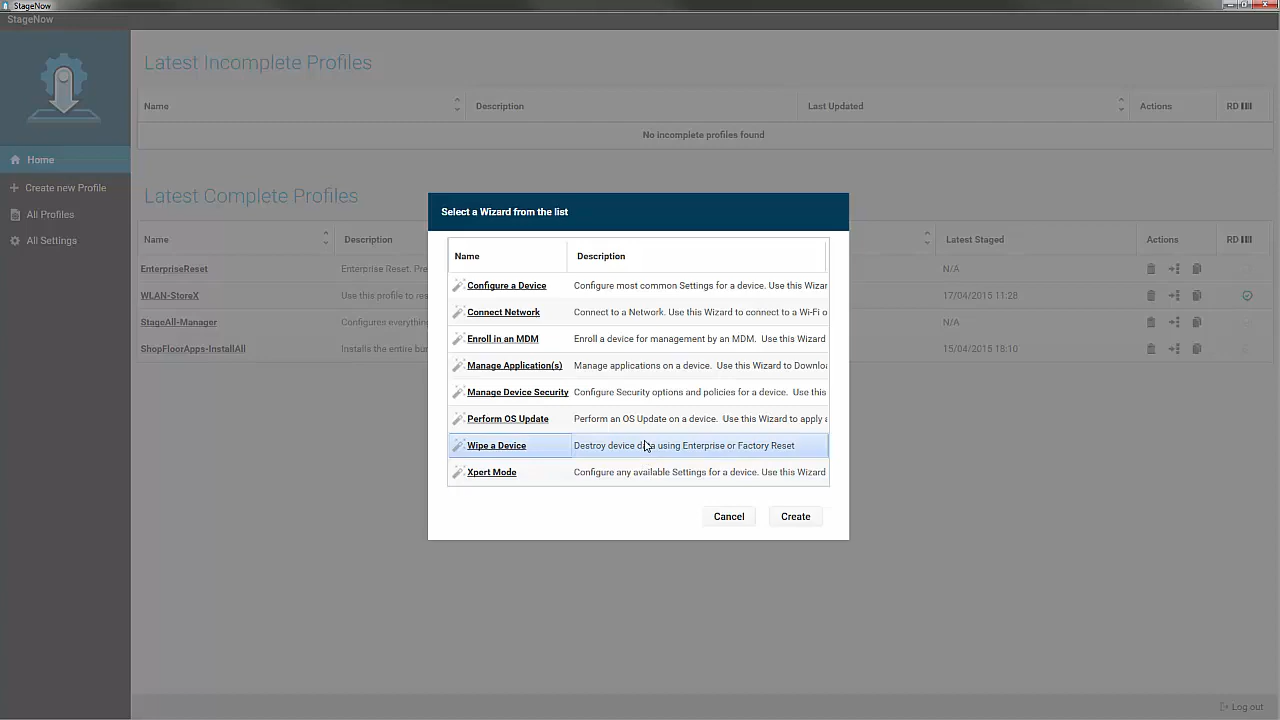 StageNow
StageNow
Latest Incomplete Profiles
Name Description Last Updated Actions RD
No incomplete profiles found
Home
Create new Profile
All Profiles
All Settings
Latest Complete Profiles
Name Description Latest Staged Actions RD
EnterpriseReset Enterprise Reset. Pre N/A
WLAN-StoreX Use this profile to res 17/04/2015 11:28
StageAll-Manager Configures everythin N/A
ShopFloorApps-InstallAll Installs the entire bun 15/04/2015 18:10
Select a Wizard from the list
Name Description
Configure a Device Configure most common Settings for a device. Use this Wizar
Connect Network Connect to a Network. Use this Wizard to connect to a Wi-Fi o
Enroll in an MDM Enroll a device for management by an MDM. Use this Wizard
Manage Application(s) Manage applications on a device. Use this Wizard to Downloa
Manage Device Security Configure Security options and policies for a device. Use this
Perform OS Update Perform an OS Update on a device. Use this Wizard to apply a
Wipe a Device Destroy device data using Enterprise or Factory Reset
Xpert Mode Configure any available Settings for a device. Use this Wizard
Cancel Create
Log out